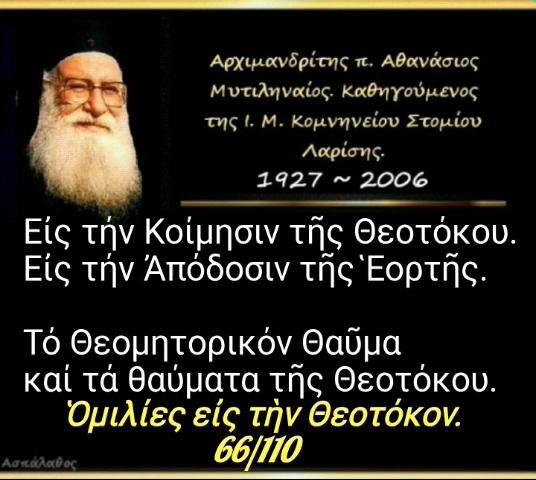 Αρχιμανδρίτης π. Αθανάσιος
Μυτιληναίος. Καθηγούμενος
της Ι. Μ. Κομνηνείου Στομίου
Λαρίσης.
1927 ~ 2006
Είς τήν Κοίμησιν τῆς Θεοτόκου.
Είς τήν Ἀπόδοσιν τῆς Ἑορτῆς.
Τό Θεομητορικόν Θαῦμα
καί τά θαύματα τῆς Θεοτόκου.
Ὁμιλίες είς τὴν Θεοτόκον.
66/110
Ασπάλαθος